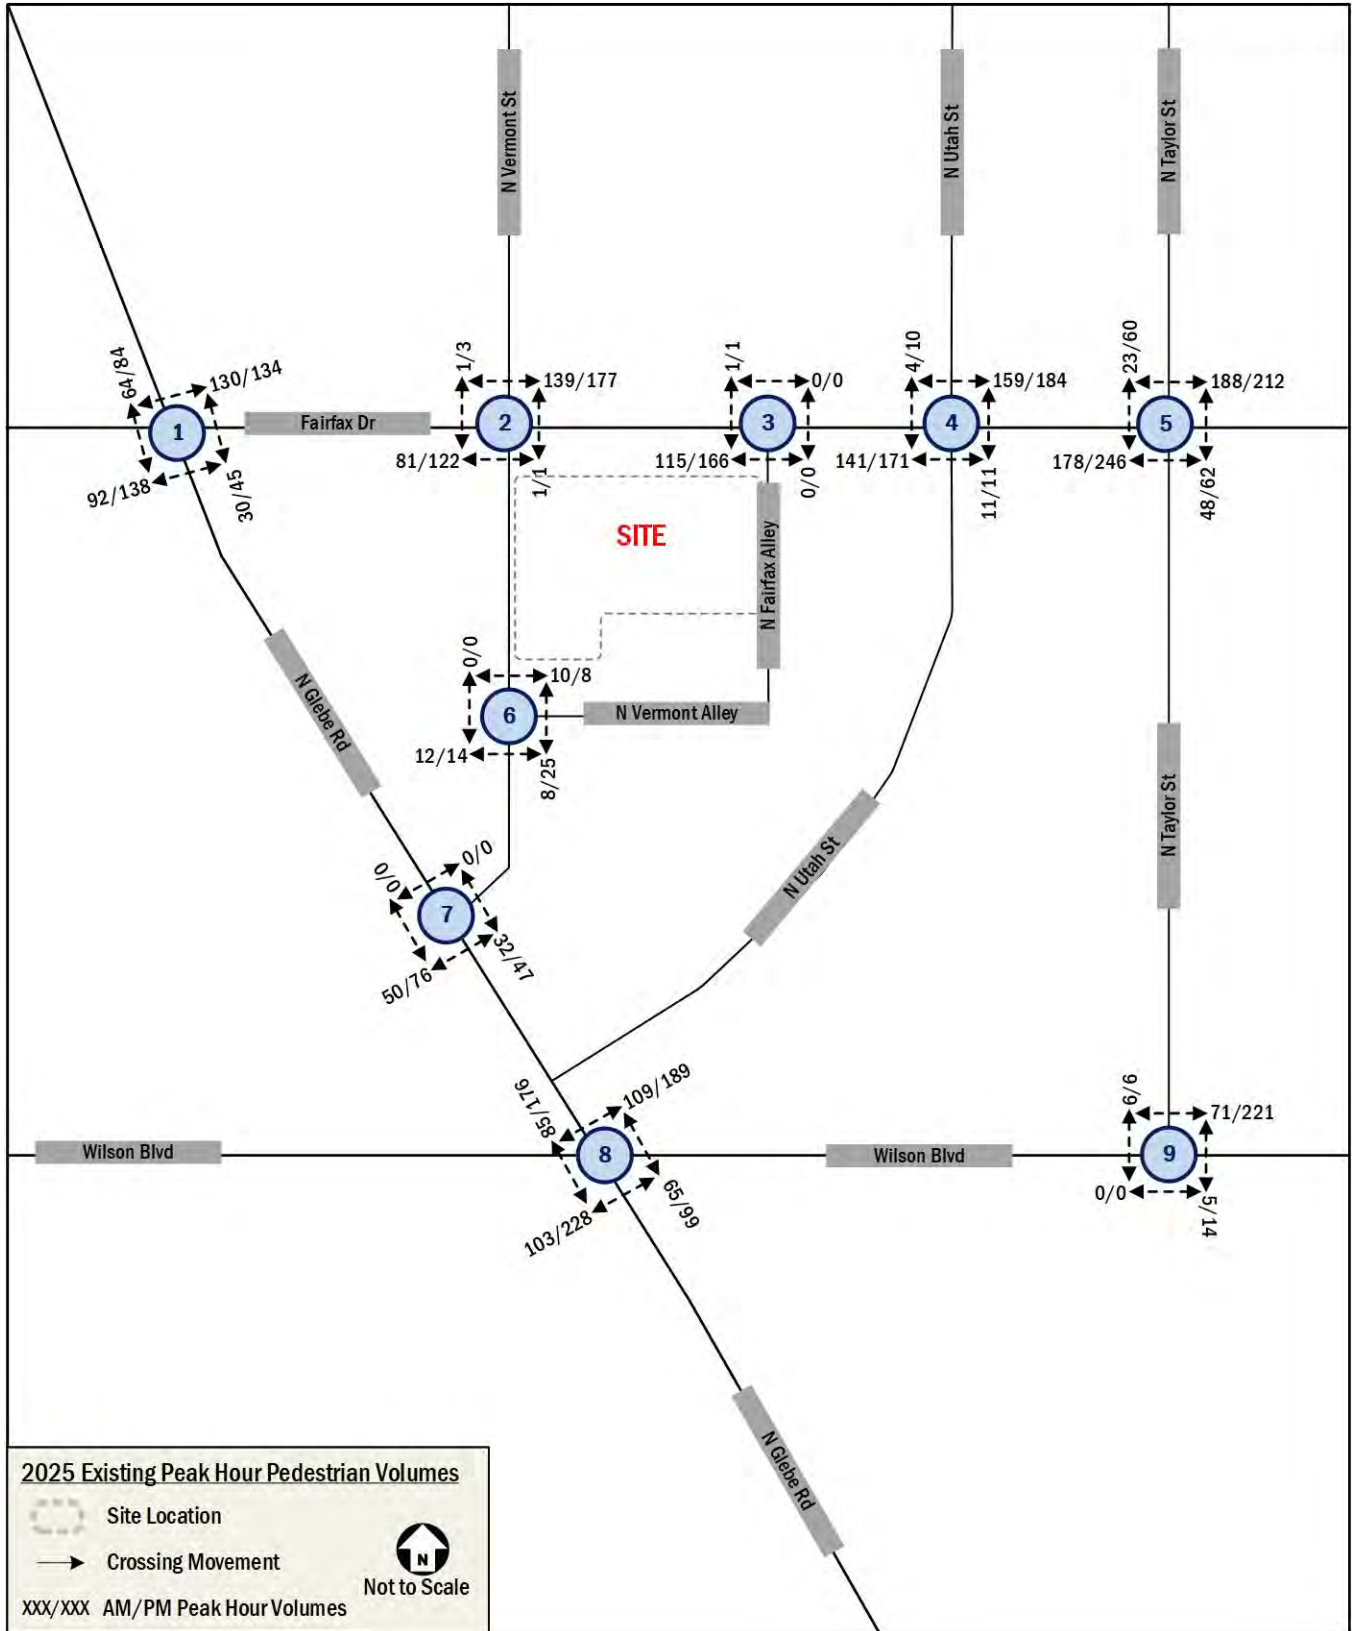 N Vermont St
N Utah St
N Taylor St
64/84
130/134
1
92/138
30/45
Fairfax Dr
1/3
139/177
2
81/122
1/1
1/1
0/0
3
115/166
0/0
4/10
159/184
4
141/171
11/11
23/60
188/212
5
178/246
48/62
SITE
N Fairfax Alley
N Glebe Rd
0/0
10/8
6
12/14
8/25
N Vermont Alley
N Utah St
N Taylor St
0/0
0/0
7
50/76
32/47
85/176
109/189
8
103/228
65/99
Wilson Blvd
Wilson Blvd
6/9
71/221
9
0/0
5/14
N Glebe Rd
2025 Existing Peak Hour Pedestrian Volumes
Site Location
Crossing Movement
N
Not to Scale
XXX/XXX AM/PM Peak Hour Volumes